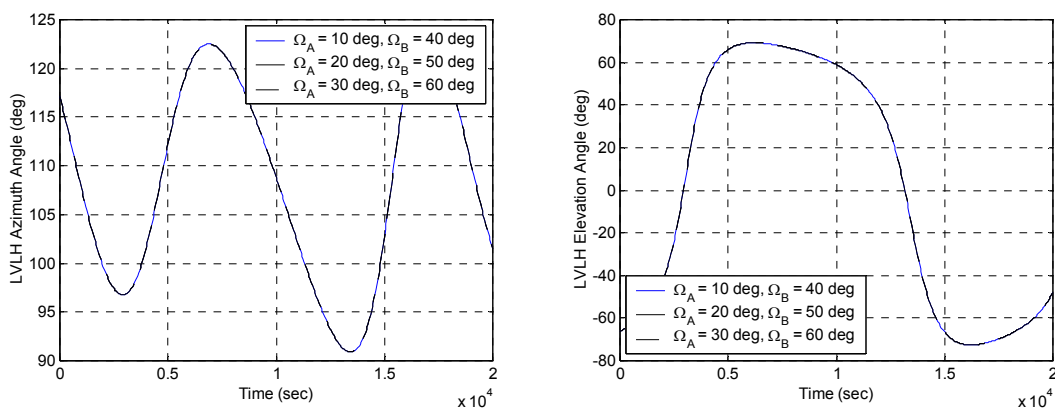 125
120
115
110
105
100
95
90
LVLH Azimuth Angle (deg)
Ω_A = 10 deg, Ω_B = 40 deg
Ω_A = 20 deg, Ω_B = 50 deg
Ω_A = 30 deg, Ω_B = 60 deg
0 0.5 1 1.5 2
Time (sec)
x 10^4
80
60
40
20
0
-20
-40
-60
-80
LVLH Elevation Angle (deg)
Ω_A = 10 deg, Ω_B = 40 deg
Ω_A = 20 deg, Ω_B = 50 deg
Ω_A = 30 deg, Ω_B = 60 deg
0 0.5 1 1.5 2
Time (sec)
x 10^4